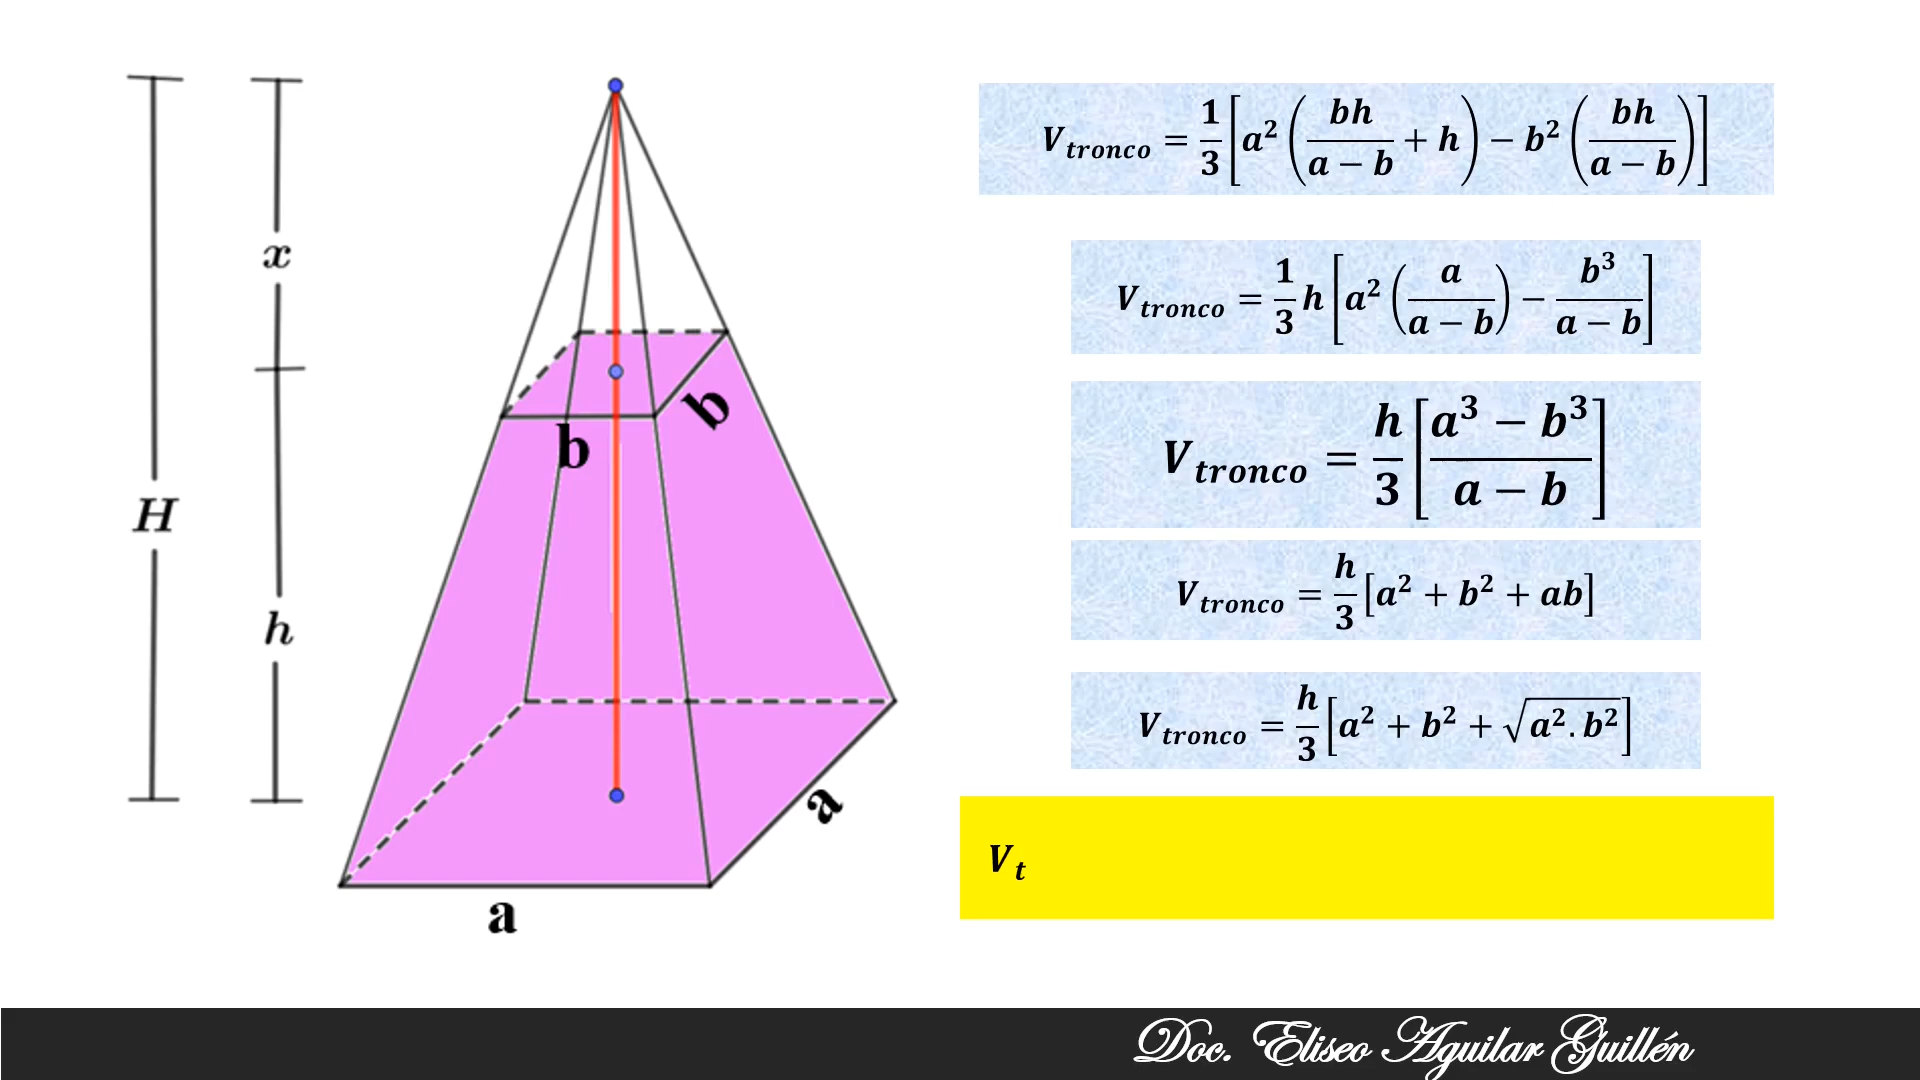 x
H
h
b
b
a
a
V_tronco = 1/3 [a² (bh/(a − b) + h) − b² (bh/(a − b))]
V_tronco = 1/3 h [a² (a/(a − b)) − b³/(a − b)]
V_tronco = h/3 [(a³ − b³)/(a − b)]
V_tronco = h/3 [a² + b² + ab]
V_tronco = h/3 [a² + b² + √(a².b²)]
V_t
Doc. Eliseo Aguilar Guillén